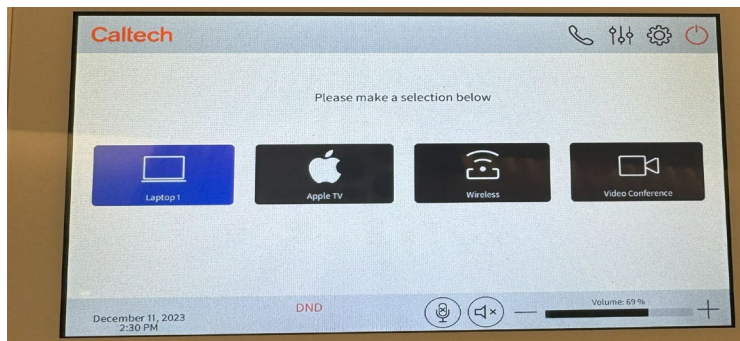 Caltech
Please make a selection below
Laptop 1
Apple TV
Wireless
Video Conference
December 11, 2023
2:30 PM
DND
Volume: 69 %